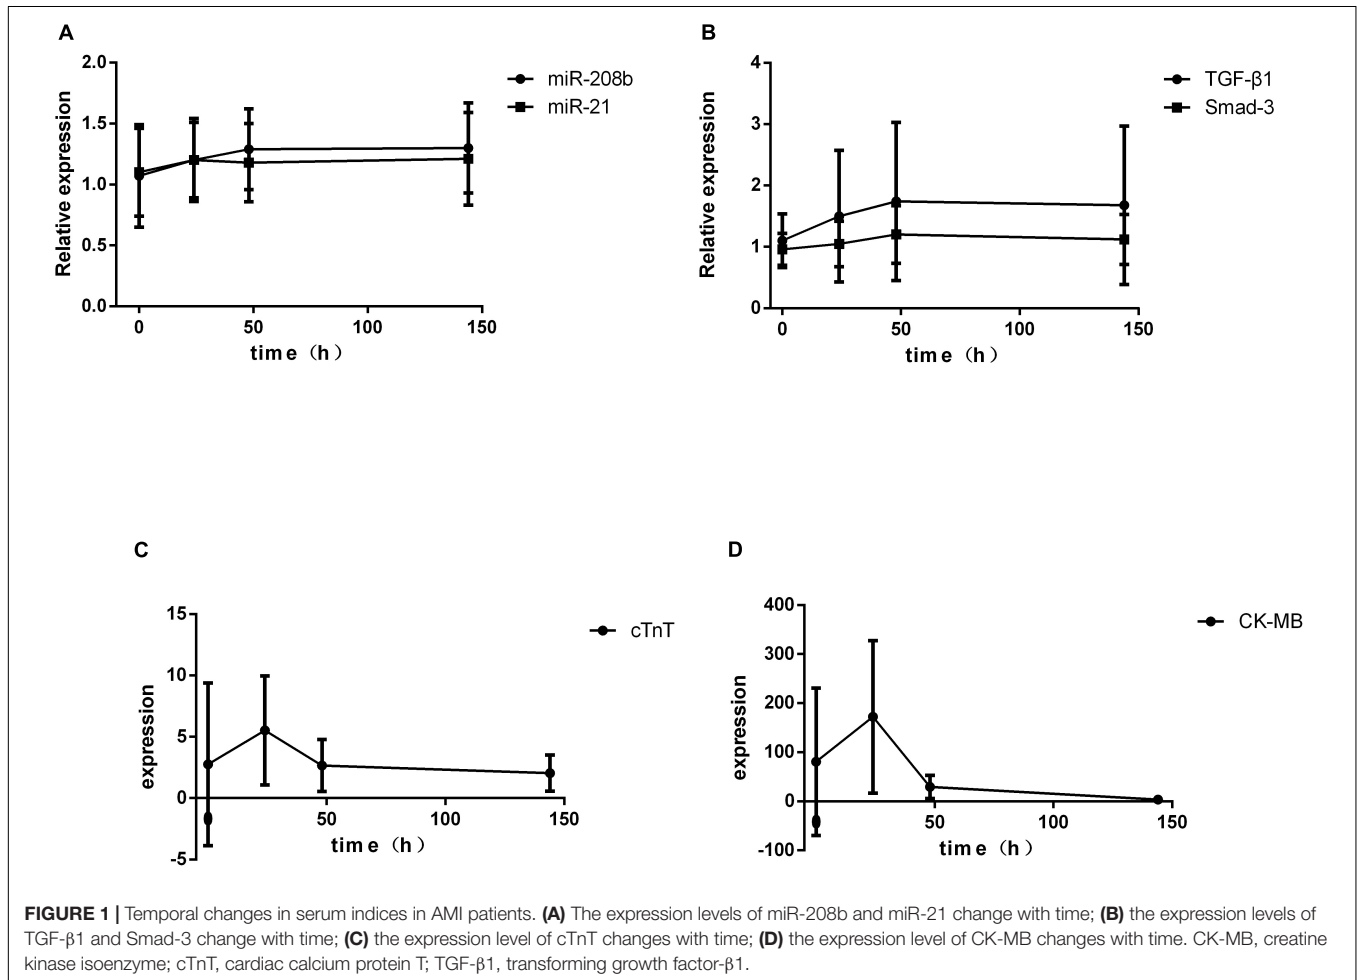 A
2.0
1.5
1.0
0.5
0.0
Relative expression
0 50 100 150
time（h）
miR-208b
miR-21
B
4
3
2
1
0
Relative expression
0 50 100 150
time（h）
TGF-β1
Smad-3
C
15
10
5
0
-5
expression
0 50 100 150
time（h）
cTnT
D
400
300
200
100
0
-100
expression
0 50 100 150
time（h）
CK-MB
FIGURE 1 | Temporal changes in serum indices in AMI patients. (A) The expression levels of miR-208b and miR-21 change with time; (B) the expression levels of
TGF-β1 and Smad-3 change with time; (C) the expression level of cTnT changes with time; (D) the expression level of CK-MB changes with time. CK-MB, creatine
kinase isoenzyme; cTnT, cardiac calcium protein T; TGF-β1, transforming growth factor-β1.